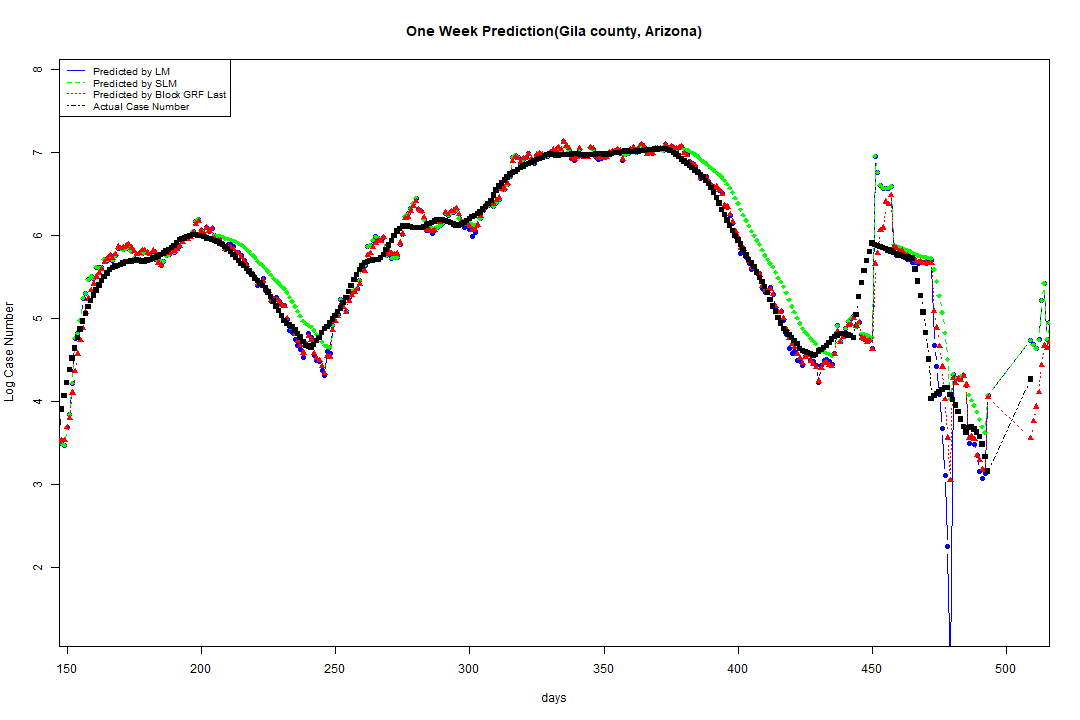 One Week Prediction(Gila county, Arizona)
Predicted by LM
Predicted by SLM
Predicted by Block GRF Last
Actual Case Number
Log Case Number
8
7
6
5
4
3
2
150 200 250 300 350 400 450 500
days